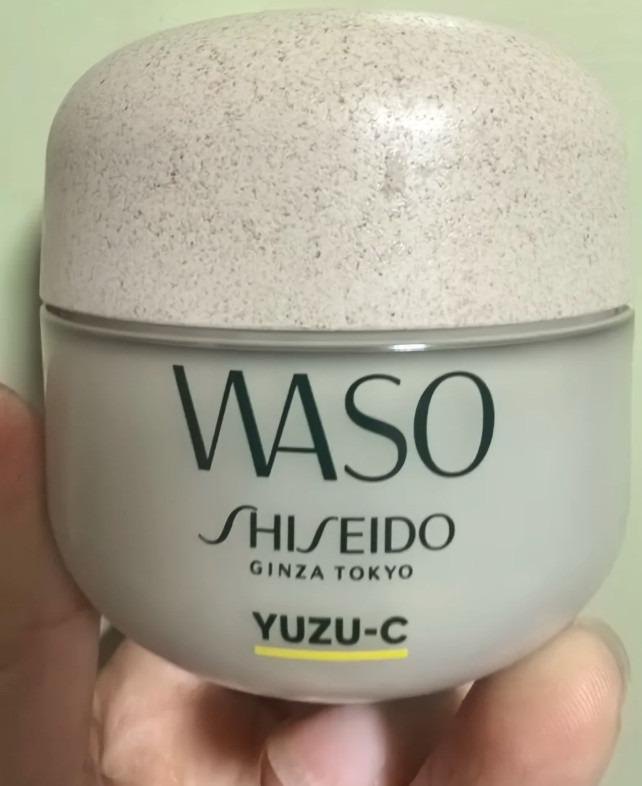 WASO
SHISEIDO
GINZA TOKYO
YUZU-C